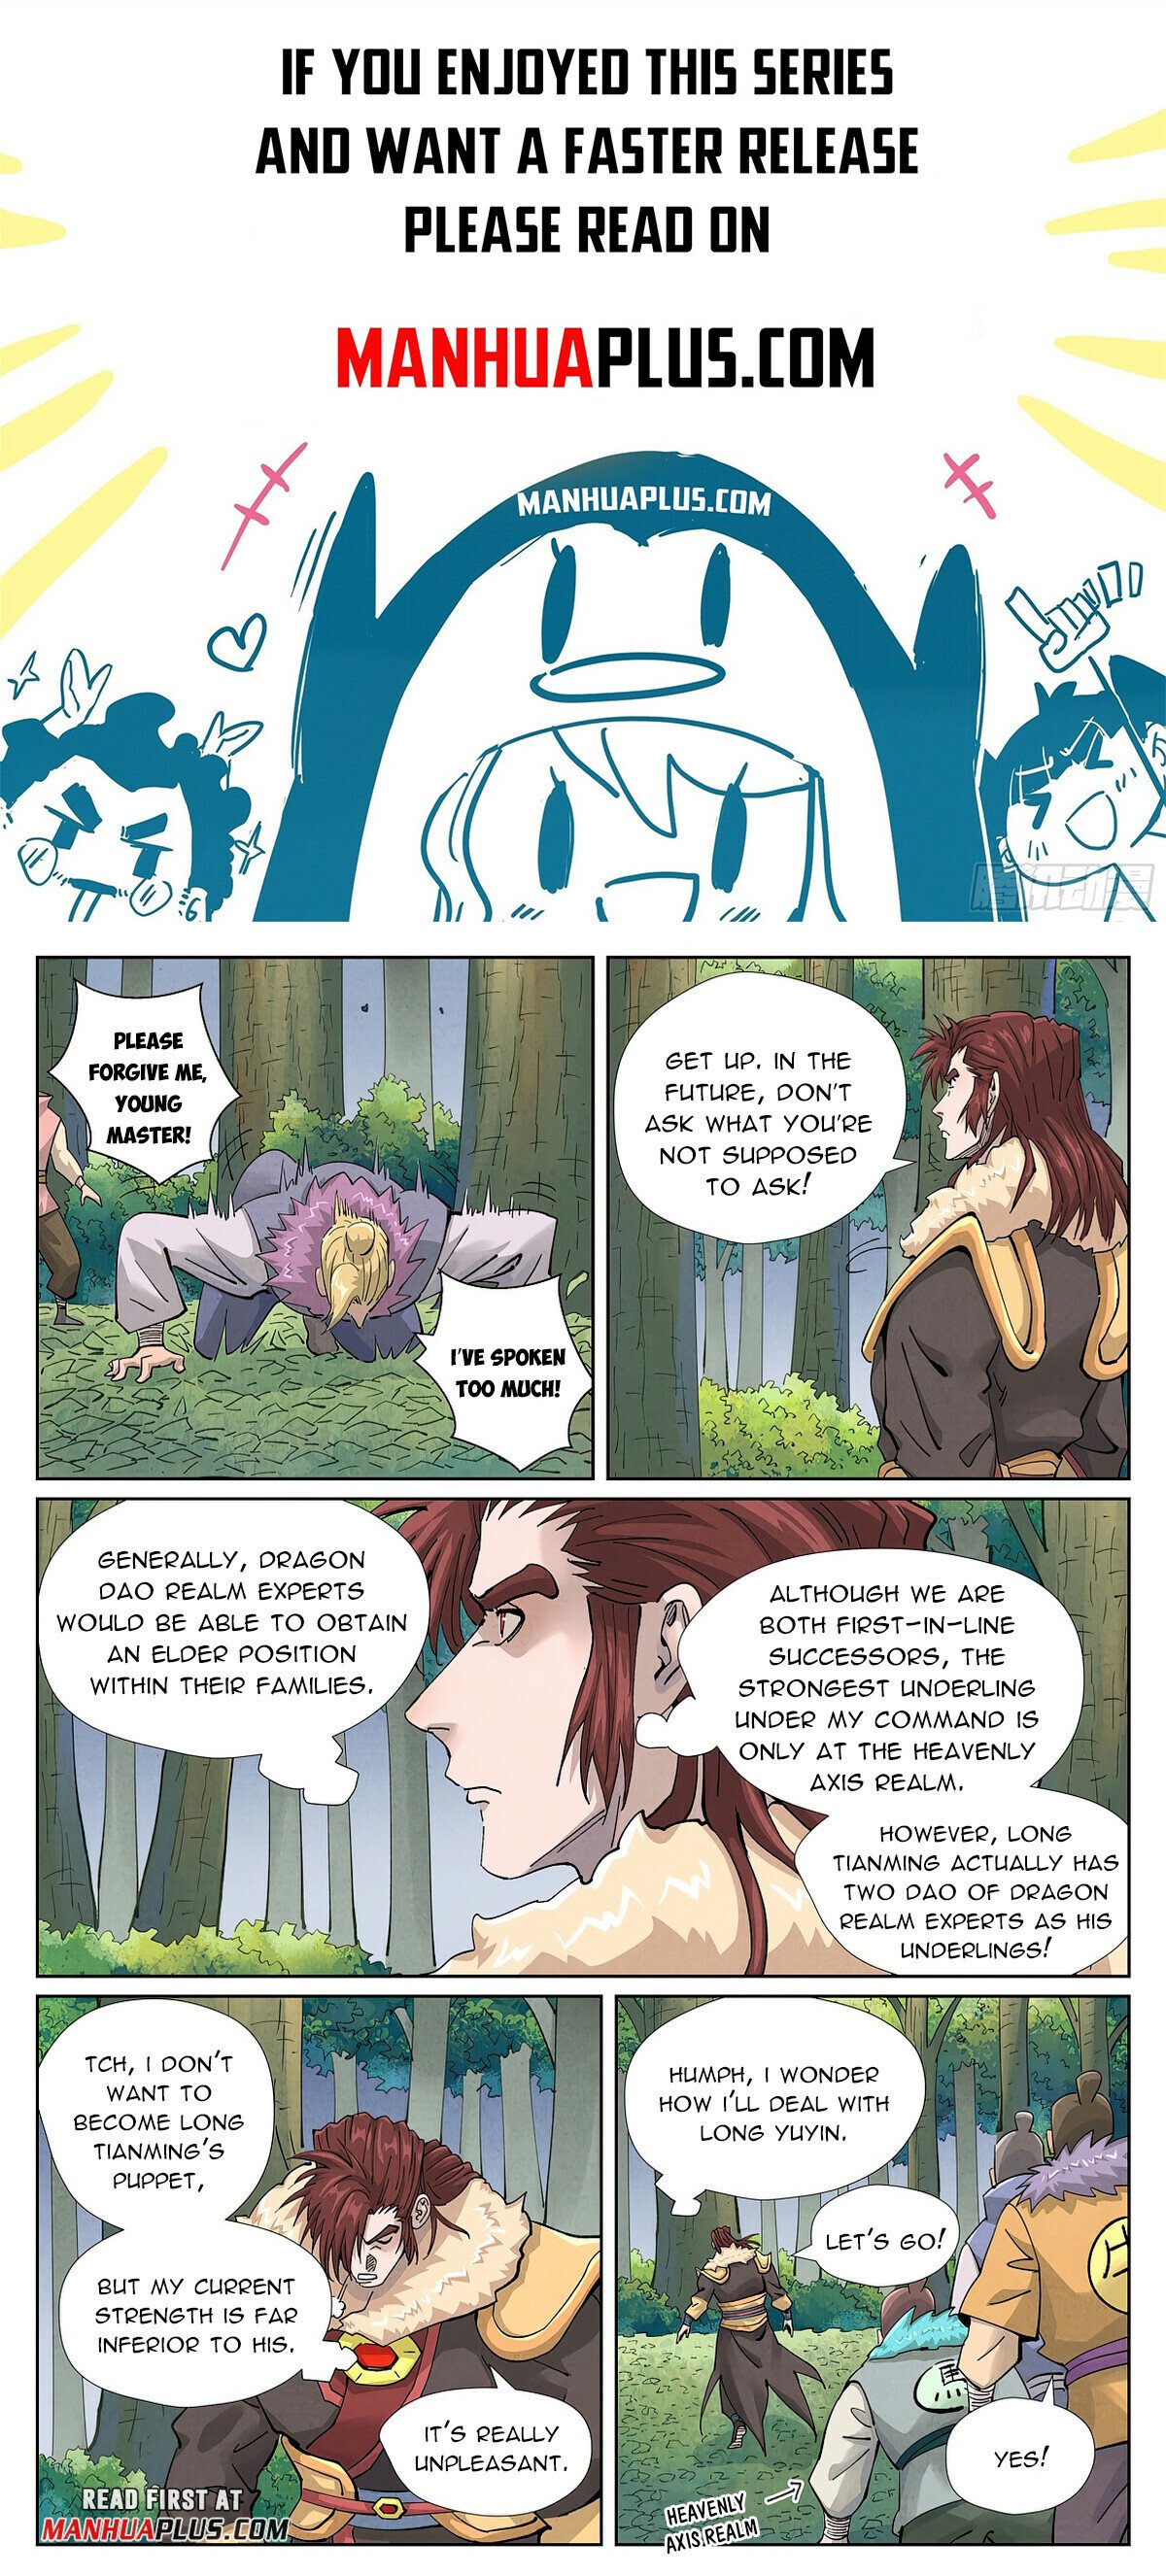 IF YOU ENJOYED THIS SERIES
AND WANT A FASTER RELEASE
PLEASE READ ON
MANHUAPLUS.COM
MANHUAPLUS.COM
腾讯动漫
PLEASE
FORGIVE ME,
YOUNG
MASTER!
I'VE SPOKEN
TOO MUCH!
GET UP. IN THE
FUTURE, DON'T
ASK WHAT YOU'RE
NOT SUPPOSED
TO ASK!
GENERALLY, DRAGON
DAO REALM EXPERTS
WOULD BE ABLE TO OBTAIN
AN ELDER POSITION
WITHIN THEIR FAMILIES.
ALTHOUGH WE ARE
BOTH FIRST-IN-LINE
SUCCESSORS, THE
STRONGEST UNDERLING
UNDER MY COMMAND IS
ONLY AT THE HEAVENLY
AXIS REALM.
HOWEVER, LONG
TIANMING ACTUALLY HAS
TWO DAO OF DRAGON
REALM EXPERTS AS HIS
UNDERLINGS!
TCH, I DON'T
WANT TO
BECOME LONG
TIANMING'S
PUPPET,
BUT MY CURRENT
STRENGTH IS FAR
INFERIOR TO HIS.
IT'S REALLY
UNPLEASANT.
HUMPH, I WONDER
HOW I'LL DEAL WITH
LONG YUYIN.
LET'S GO!
YES!
HEAVENLY
AXIS REALM
READ FIRST AT
MANHUAPLUS.COM